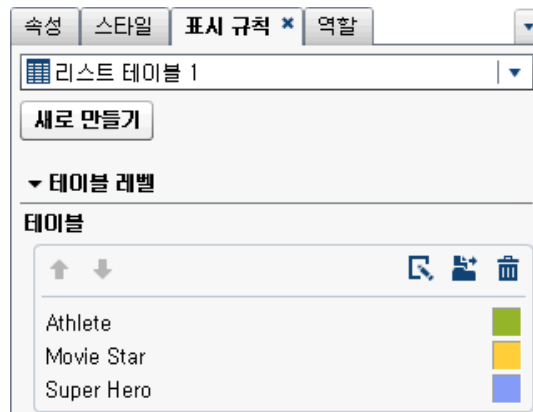 속성 스타일 표시 규칙 역할
리스트 테이블 1
새로 만들기
테이블 레벨
테이블
Athlete
Movie Star
Super Hero